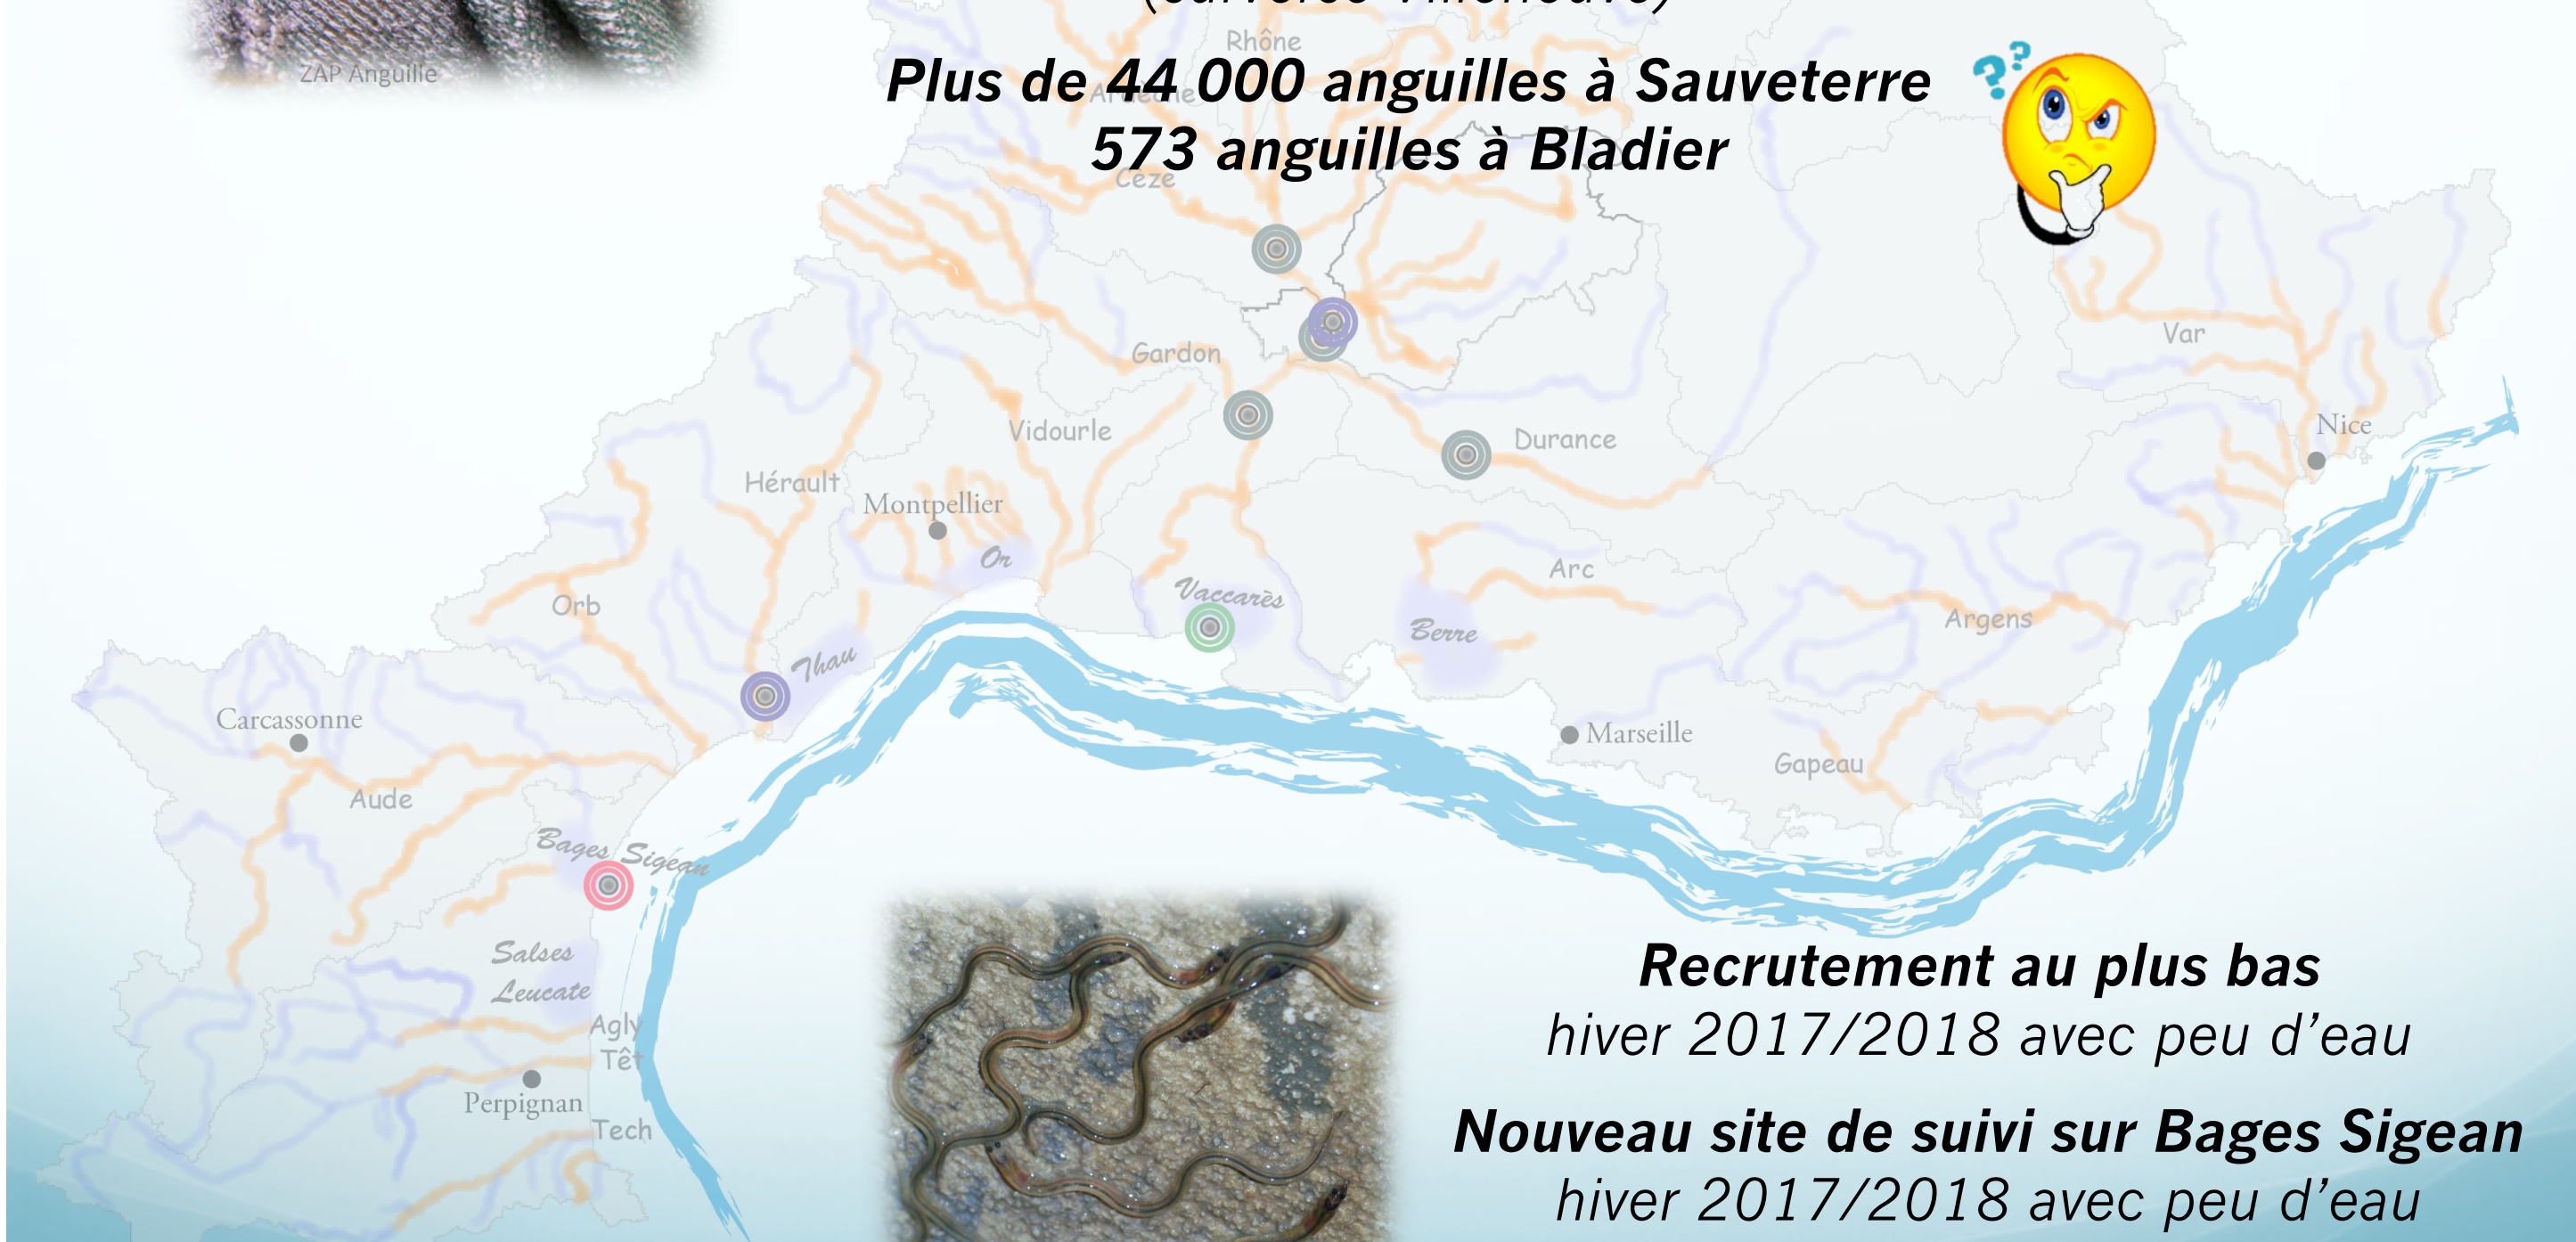 (surverse Villeneuve)
ZAP Anguille
Rhône
Plus de 44 000 anguilles à Sauveterre
Ardèche
573 anguilles à Bladier
Cèze
??
Gardon
Var
Vidourle
Durance
Nice
Hérault
Montpellier
Or
Arc
Vaccarès
Orb
Argens
Berre
Thau
Carcassonne
Marseille
Gapeau
Aude
Bages Sigean
Salses
Leucate
Agly
Têt
Perpignan
Tech
Recrutement au plus bas
hiver 2017/2018 avec peu d’eau
Nouveau site de suivi sur Bages Sigean
hiver 2017/2018 avec peu d’eau